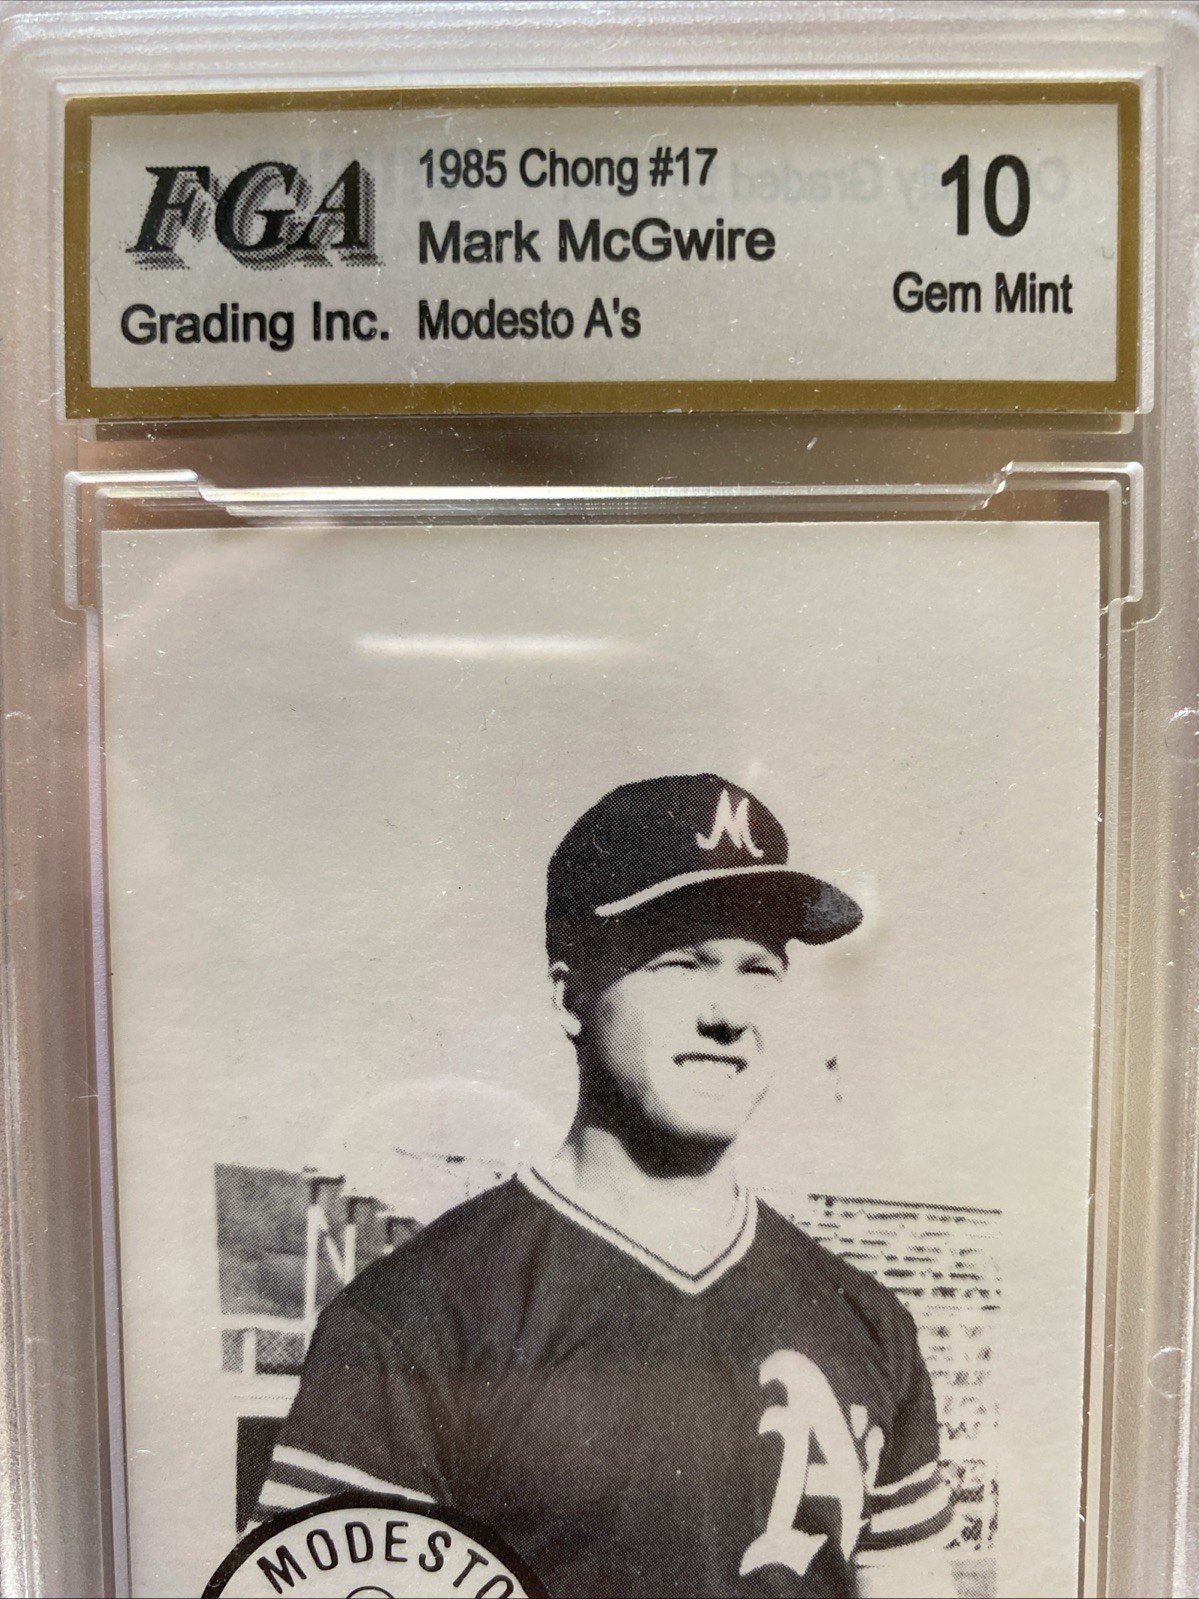 FGA
Grading Inc.
1985 Chong #17
Mark McGwire
Modesto A's
10
Gem Mint
M
A's
MODESTO